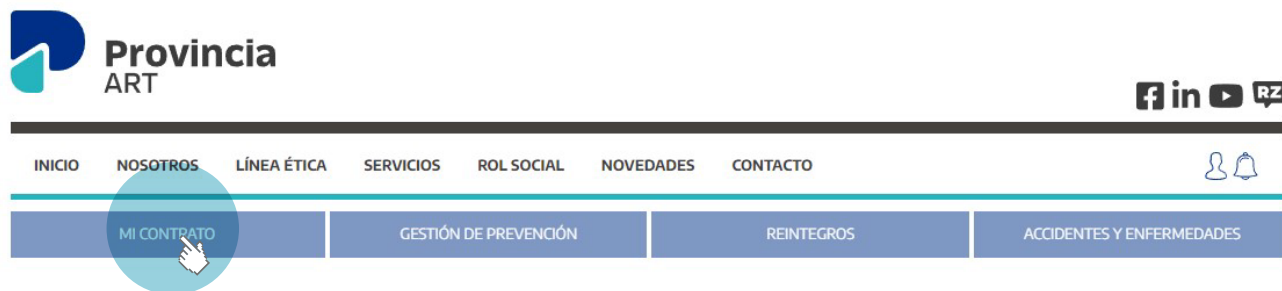 Provincia
ART
RZ
INICIO NOSOTROS LÍNEA ÉTICA SERVICIOS ROL SOCIAL NOVEDADES CONTACTO
MI CONTRATO GESTIÓN DE PREVENCIÓN REINTEGROS ACCIDENTES Y ENFERMEDADES